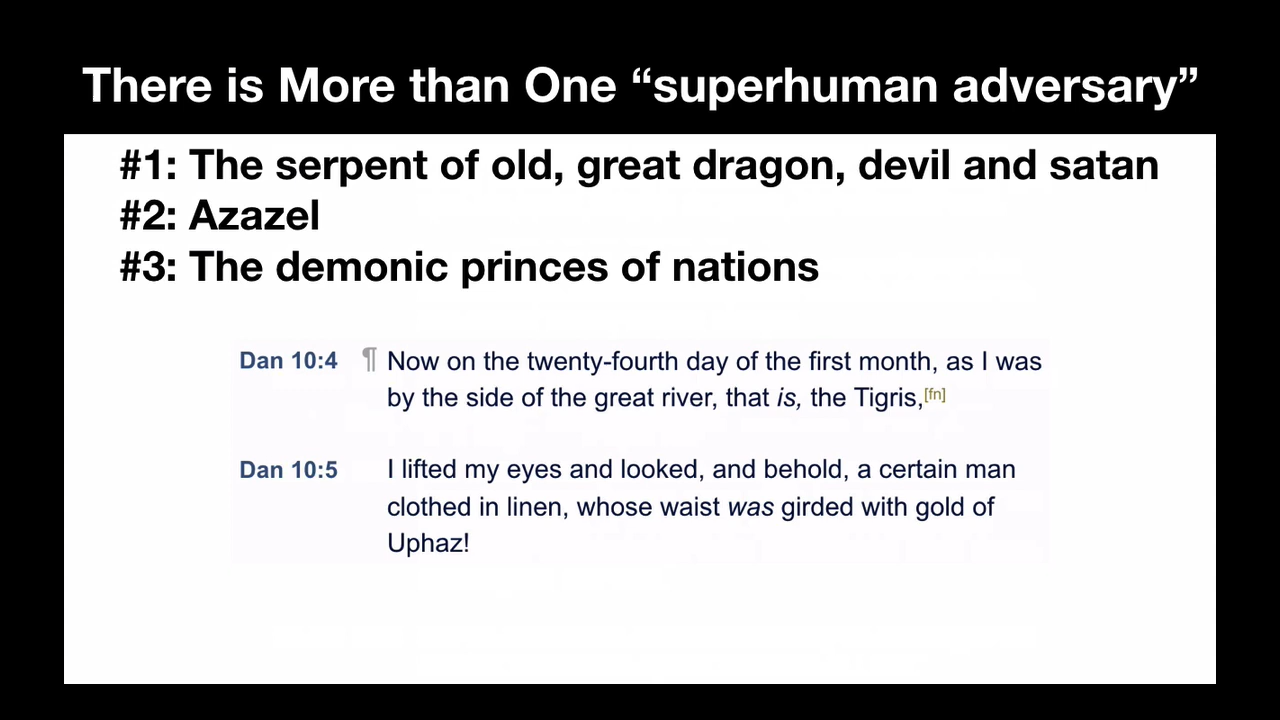 There is More than One “superhuman adversary”
#1: The serpent of old, great dragon, devil and satan
#2: Azazel
#3: The demonic princes of nations
Dan 10:4 ¶ Now on the twenty-fourth day of the first month, as I was
by the side of the great river, that is, the Tigris,[fn]
Dan 10:5 I lifted my eyes and looked, and behold, a certain man
clothed in linen, whose waist was girded with gold of
Uphaz!